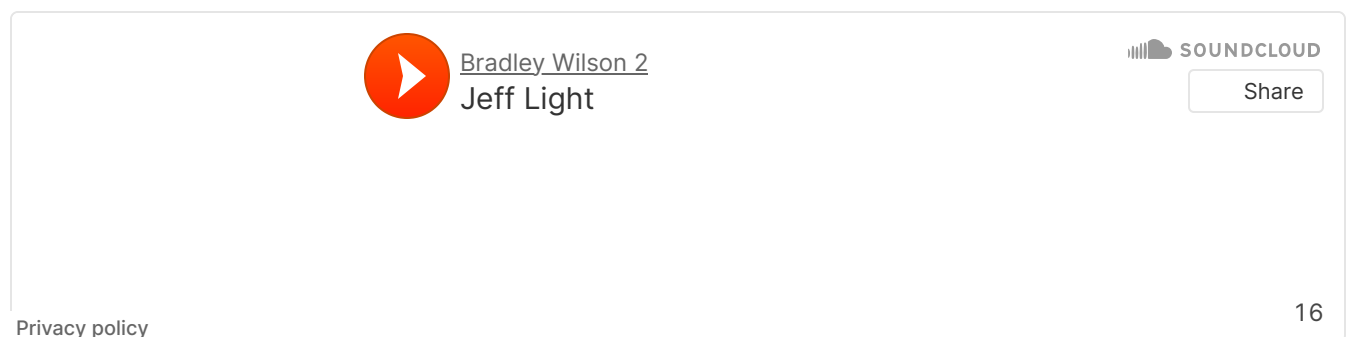 Bradley Wilson 2
Jeff Light
SOUNDCLOUD
Share
16
Privacy policy